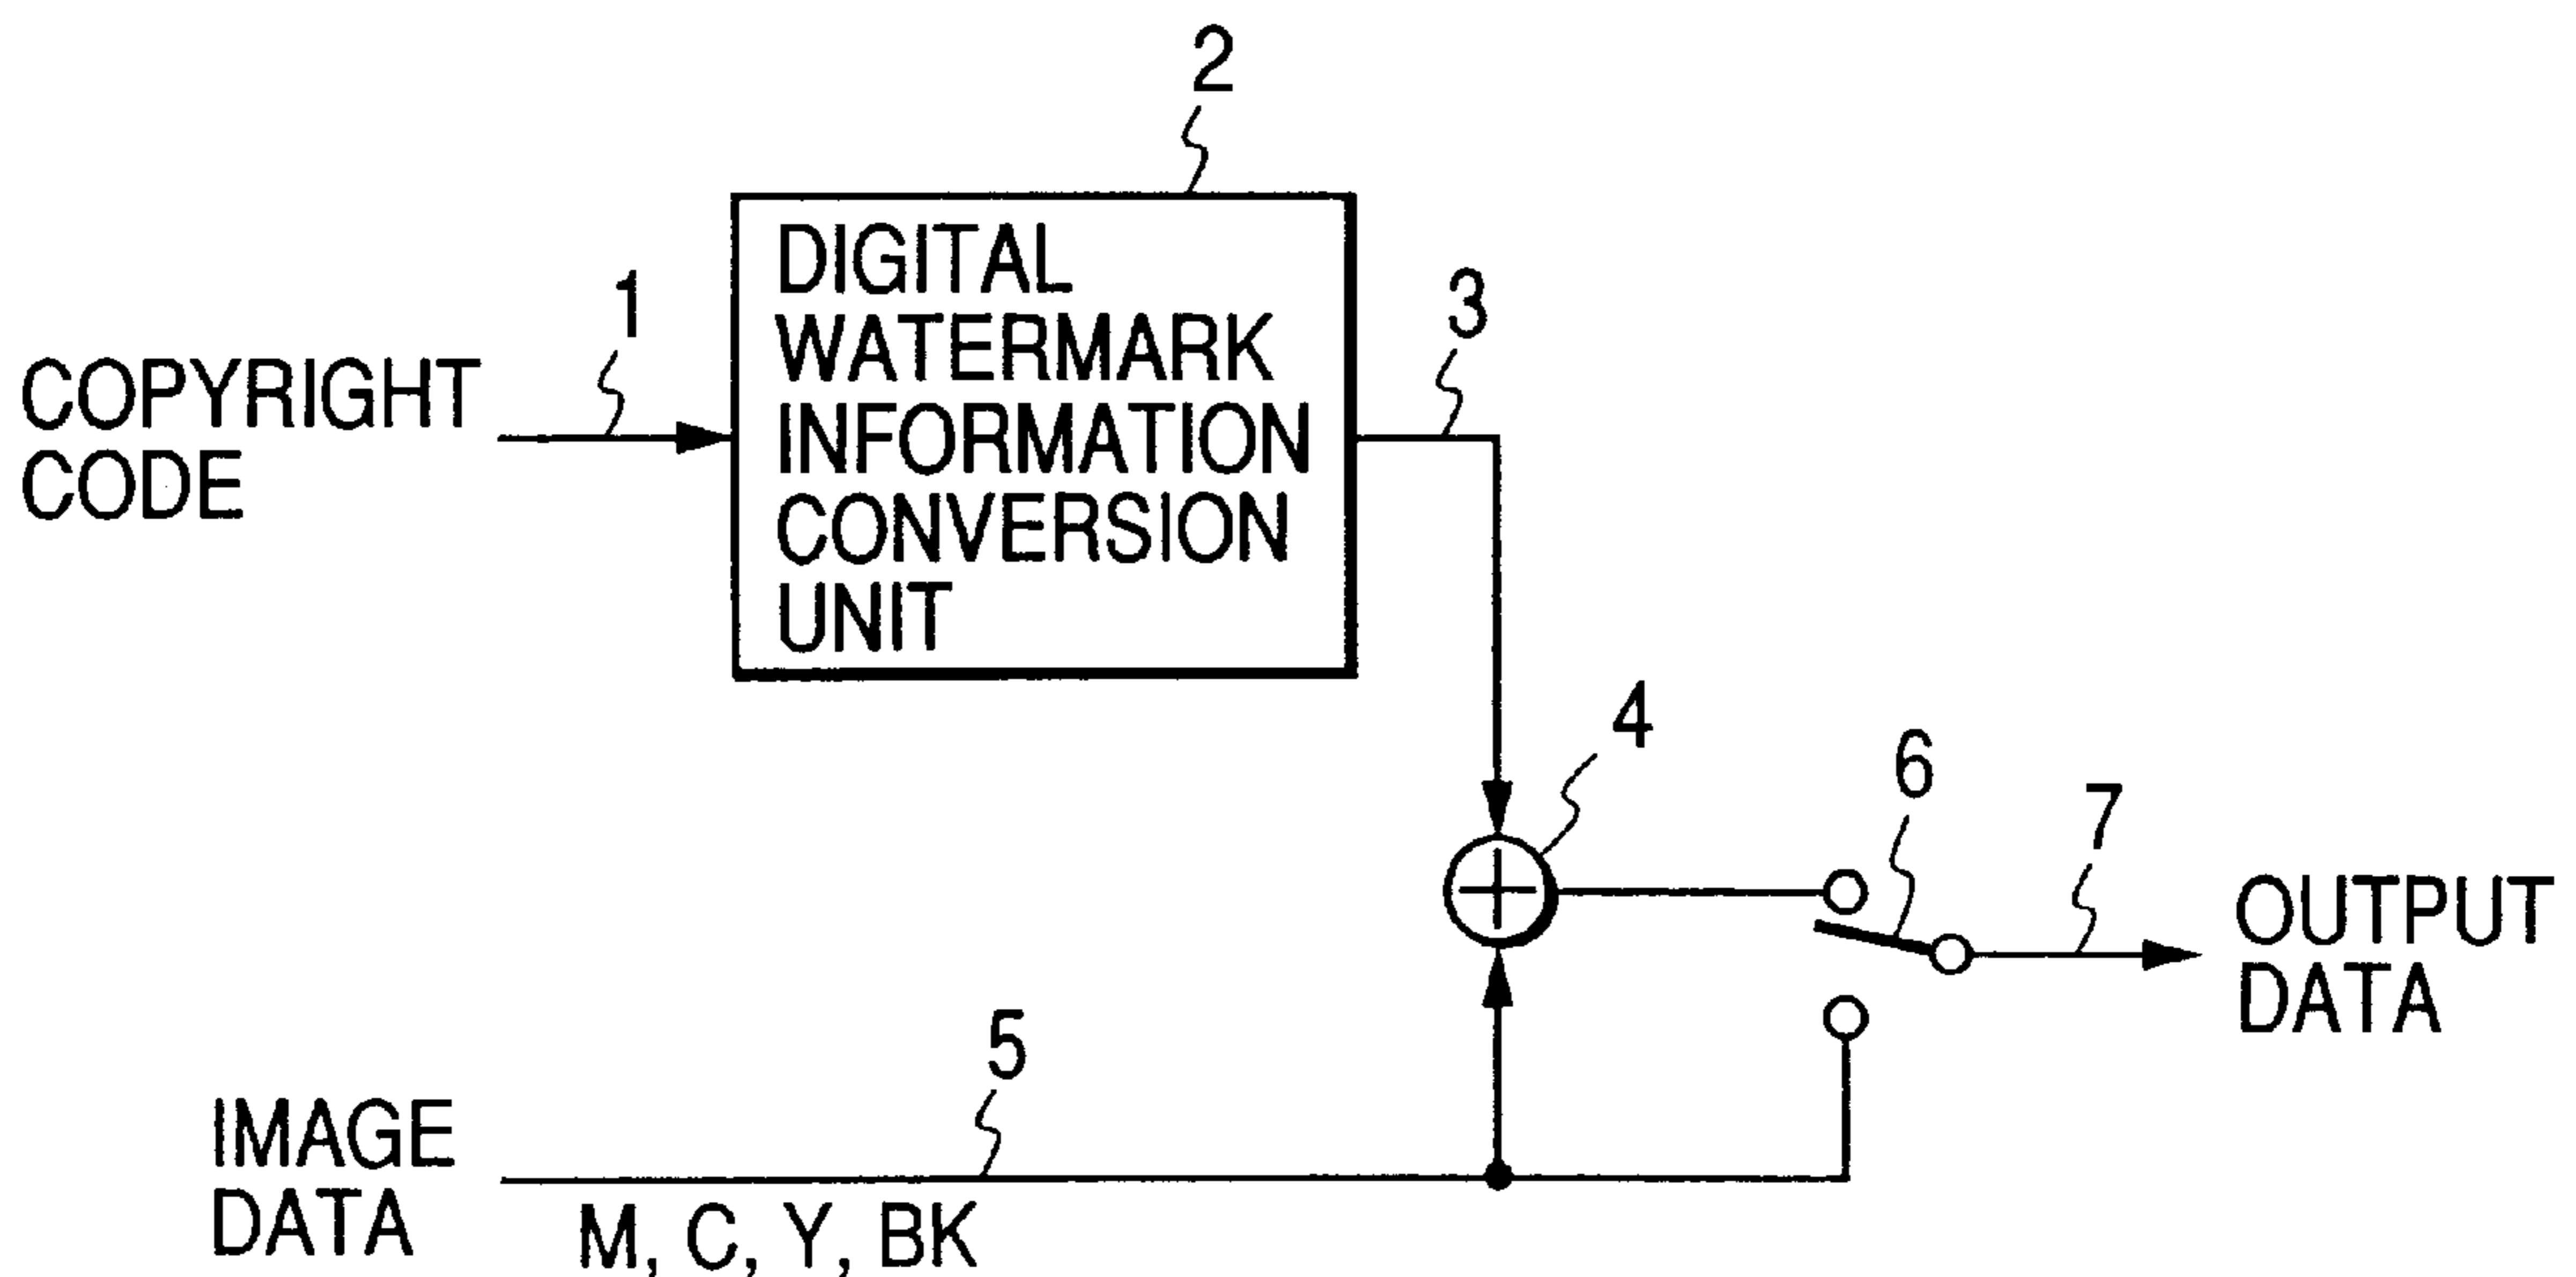 2
DIGITAL
WATERMARK
INFORMATION
CONVERSION
UNIT
1
3
COPYRIGHT
CODE
4
6
7
OUTPUT
DATA
5
IMAGE
DATA
M, C, Y, BK